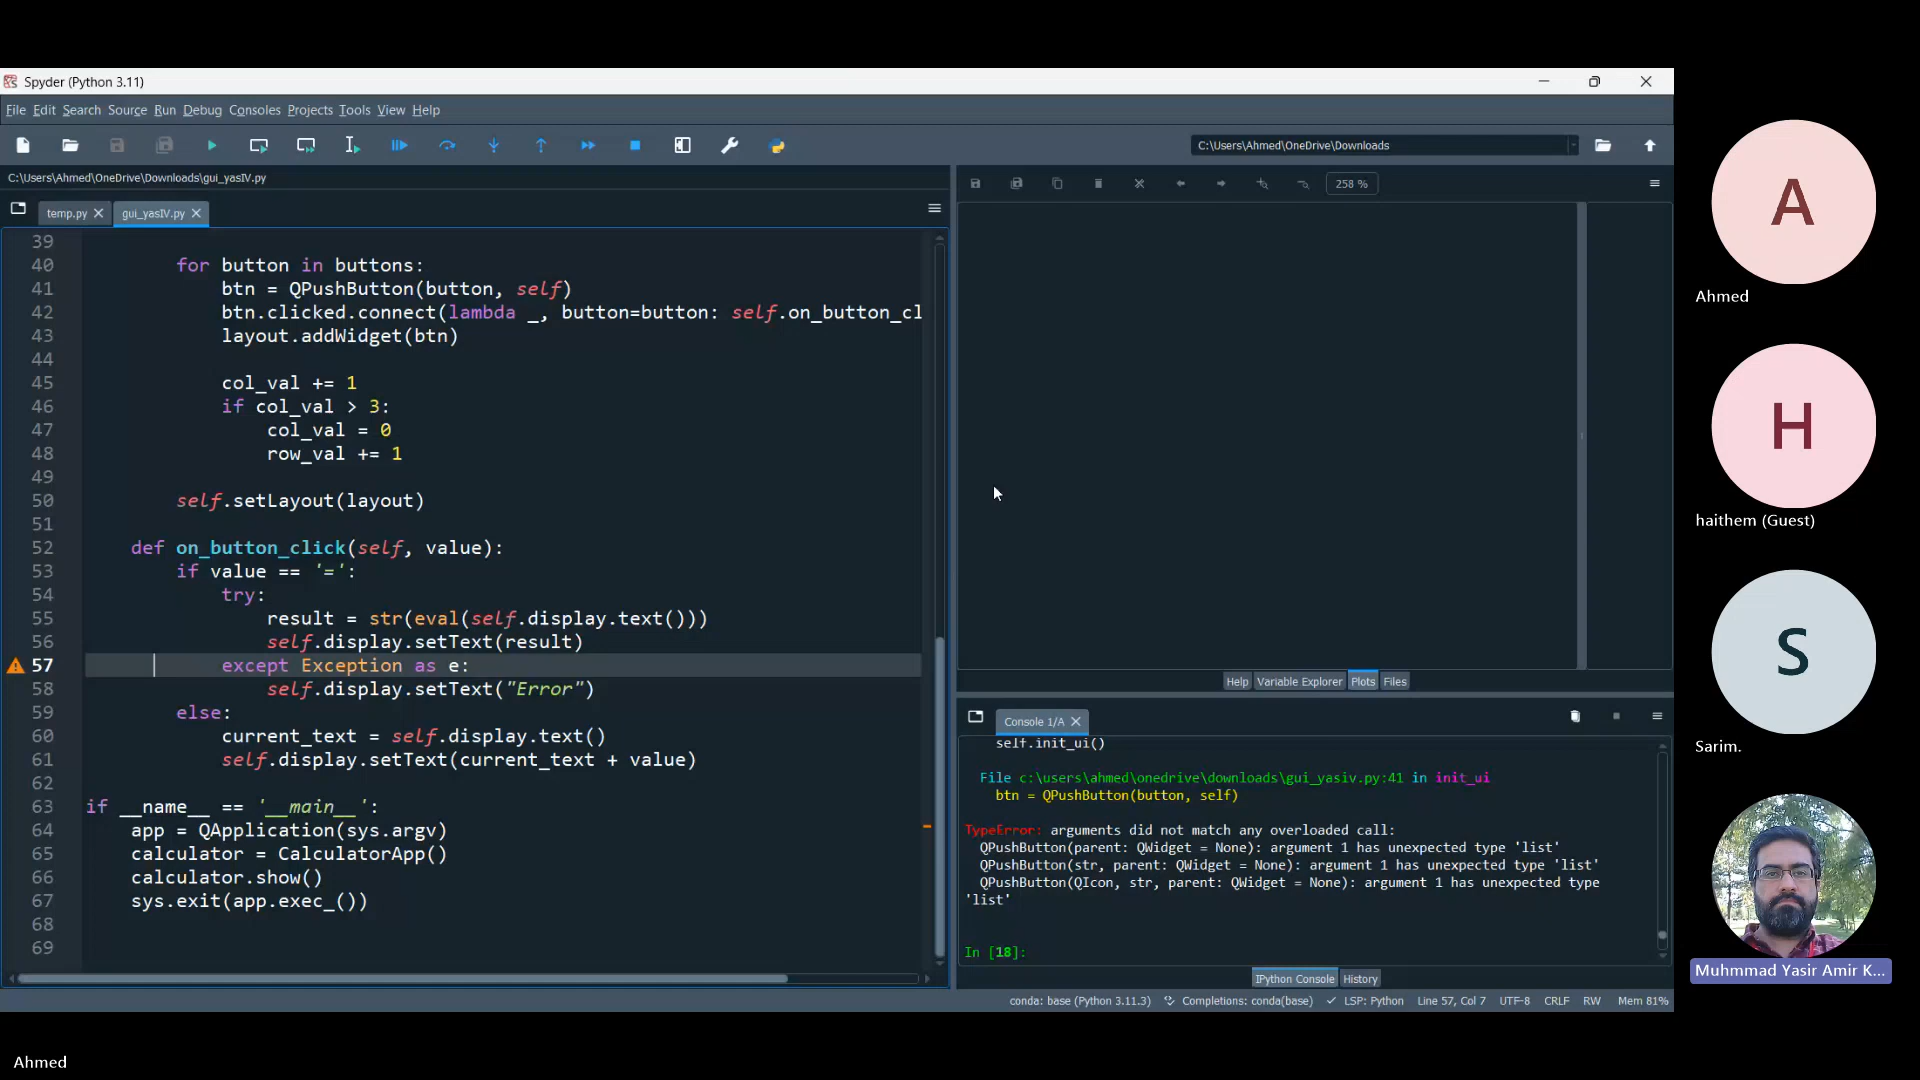 Spyder (Python 3.11)
File Edit Search Source Run Debug Consoles Projects Tools View Help
C:\Users\Ahmed\OneDrive\Downloads
C:\Users\Ahmed\OneDrive\Downloads\gui_yasIV.py
258 %
temp.py
gui_yasIV.py
39
40 for button in buttons:
41 btn = QPushButton(button, self)
42 btn.clicked.connect(lambda _, button=button: self.on_button_cl
43 layout.addWidget(btn)
44
45 col_val += 1
46 if col_val > 3:
47 col_val = 0
48 row_val += 1
49
50 self.setLayout(layout)
51
52 def on_button_click(self, value):
53 if value == '=':
54 try:
55 result = str(eval(self.display.text()))
56 self.display.setText(result)
57 except Exception as e:
58 self.display.setText("Error")
59 else:
60 current_text = self.display.text()
61 self.display.setText(current_text + value)
62
63 if __name__ == '__main__':
64 app = QApplication(sys.argv)
65 calculator = CalculatorApp()
66 calculator.show()
67 sys.exit(app.exec_())
68
69
Help Variable Explorer Plots Files
Console 1/A
self.init_ui()
File c:\users\ahmed\onedrive\downloads\gui_yasiv.py:41 in init_ui
btn = QPushButton(button, self)
TypeError: arguments did not match any overloaded call:
QPushButton(parent: QWidget = None): argument 1 has unexpected type 'list'
QPushButton(str, parent: QWidget = None): argument 1 has unexpected type 'list'
QPushButton(QIcon, str, parent: QWidget = None): argument 1 has unexpected type
'list'
In [18]:
IPython Console History
conda: base (Python 3.11.3) Completions: conda(base) LSP: Python Line 57, Col 7 UTF-8 CRLF RW Mem 81%
A
Ahmed
H
haithem (Guest)
S
Sarim.
Muhmmad Yasir Amir K...
Ahmed